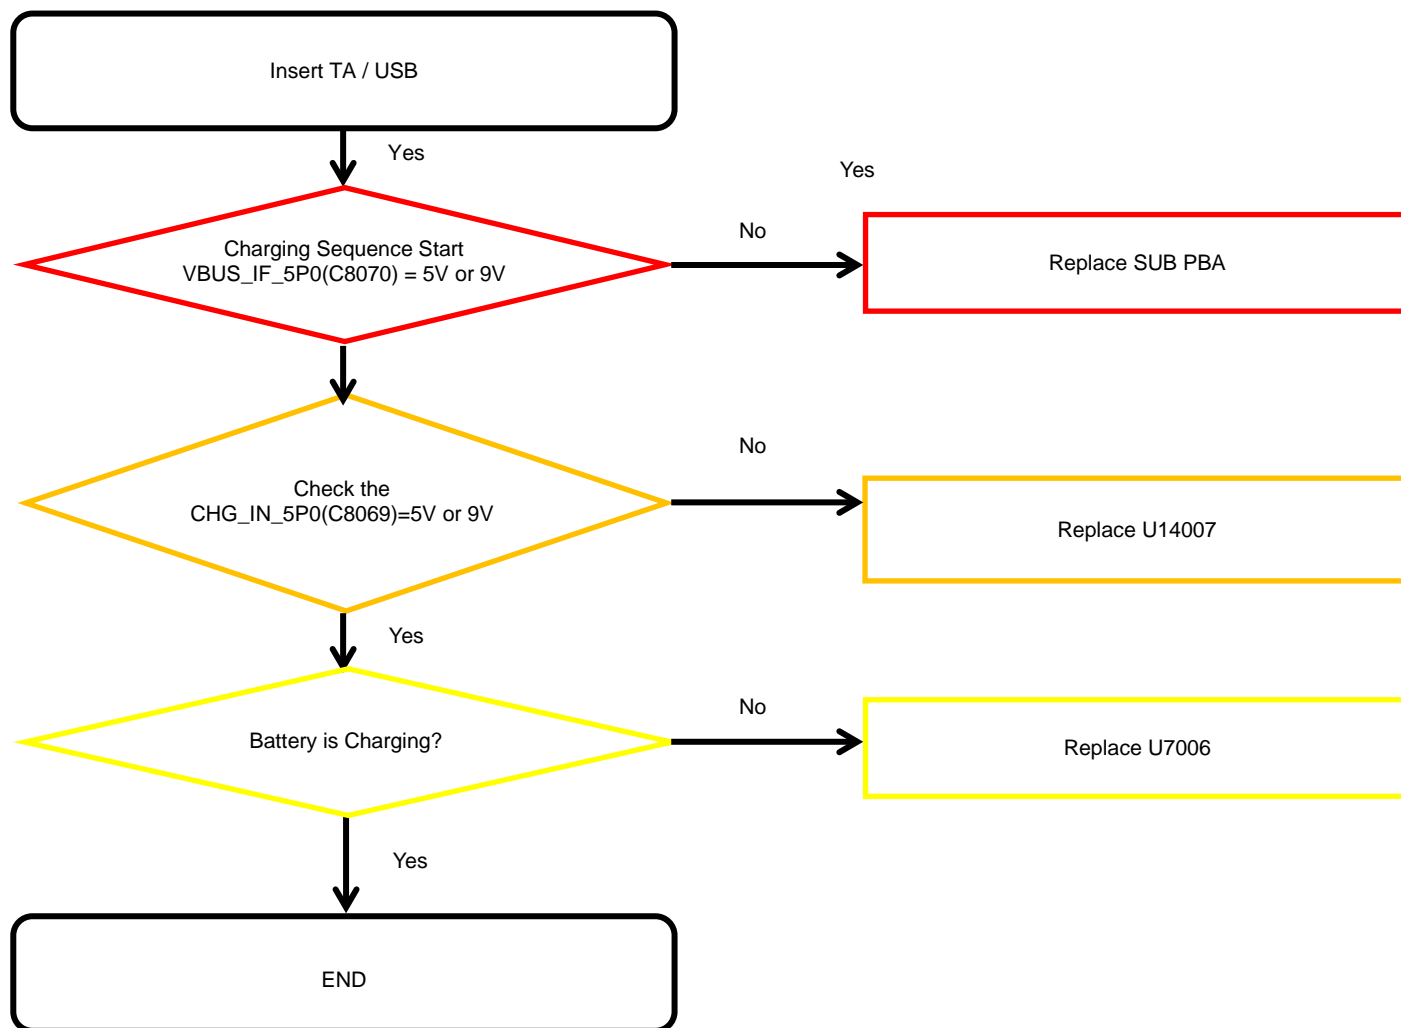 Insert TA / USB
Yes
Yes
Charging Sequence Start
VBUS_IF_5P0(C8070) = 5V or 9V
No
Replace SUB PBA
Check the
CHG_IN_5P0(C8069)=5V or 9V
No
Replace U14007
Yes
Battery is Charging?
No
Replace U7006
Yes
END